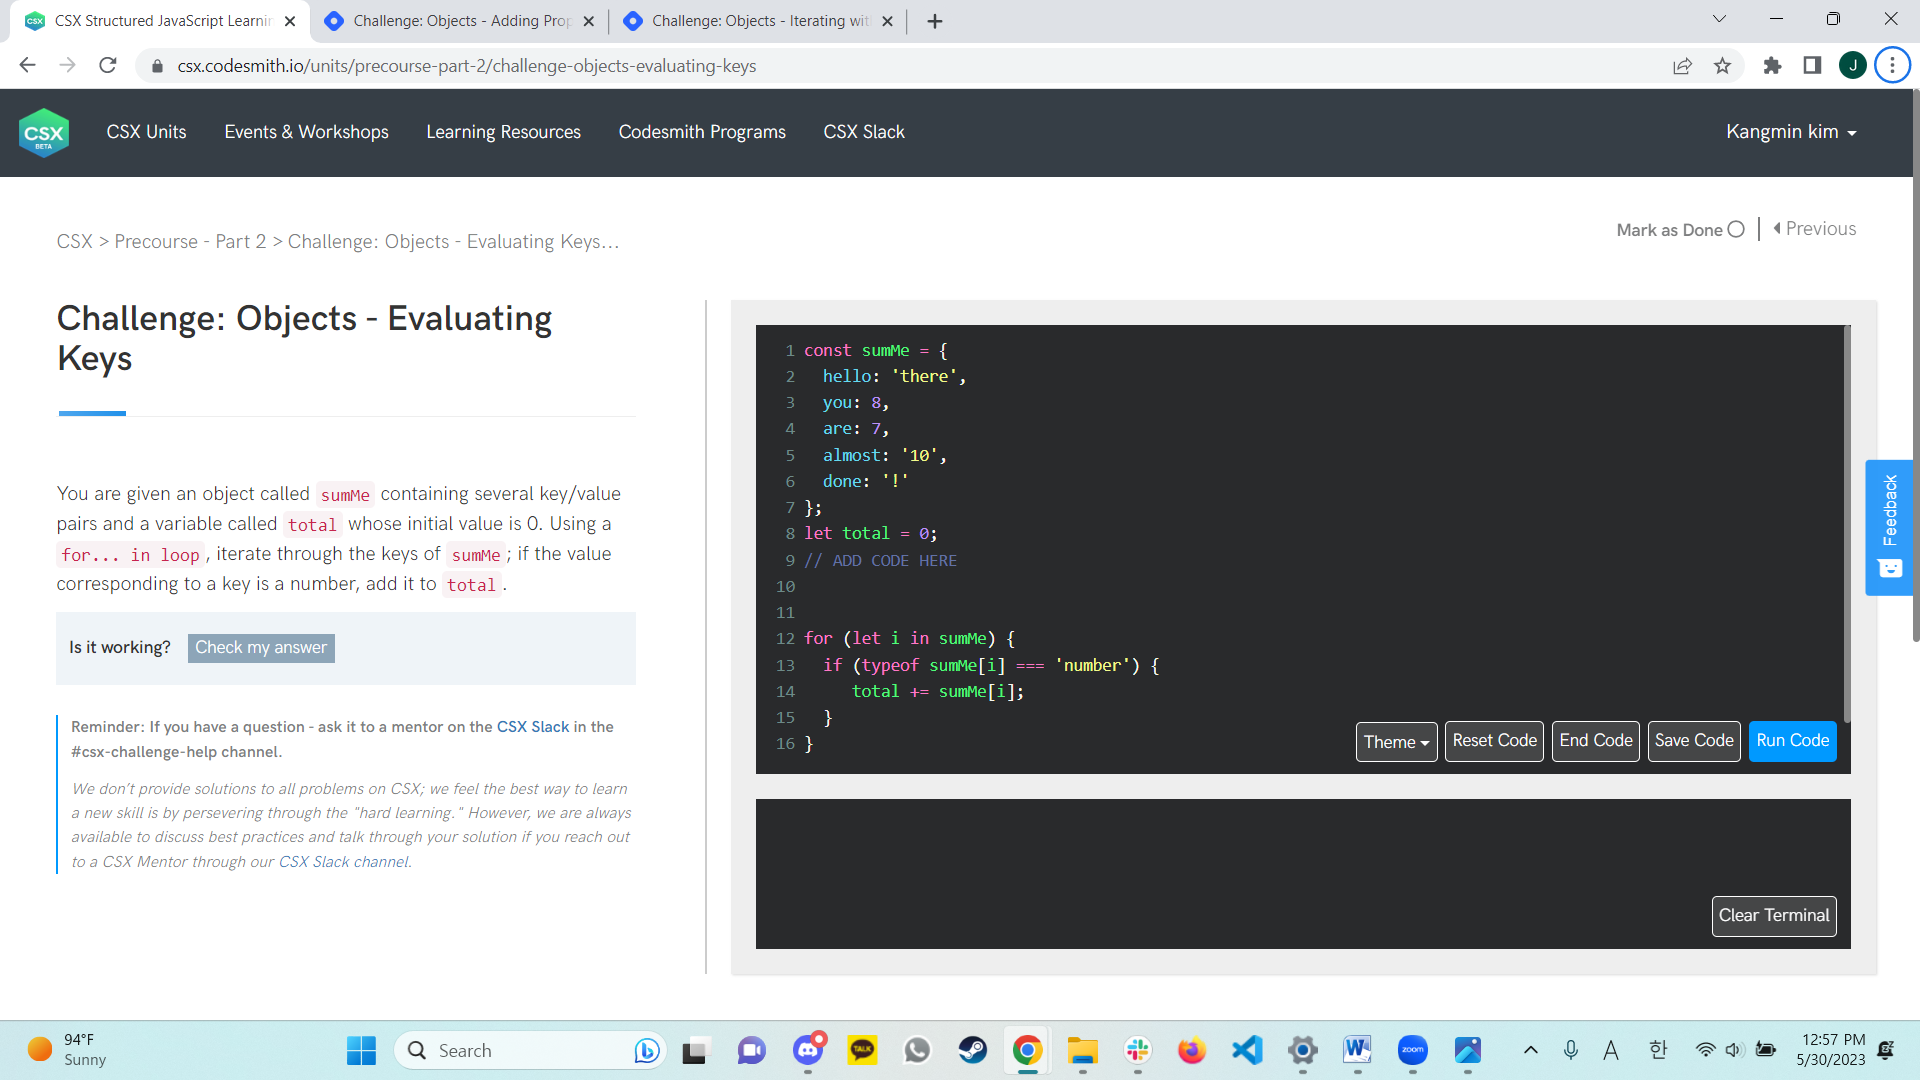 CSX Structured JavaScript Learnin
Challenge: Objects - Adding Prop
Challenge: Objects - Iterating wit
csx.codesmith.io/units/precourse-part-2/challenge-objects-evaluating-keys
J
CSX
BETA
CSX Units
Events & Workshops
Learning Resources
Codesmith Programs
CSX Slack
Kangmin kim
CSX > Precourse - Part 2 > Challenge: Objects - Evaluating Keys...
Mark as Done
Previous
Challenge: Objects - Evaluating
Keys
You are given an object called sumMe containing several key/value
pairs and a variable called total whose initial value is 0. Using a
for... in loop, iterate through the keys of sumMe; if the value
corresponding to a key is a number, add it to total.
Is it working?
Check my answer
Reminder: If you have a question - ask it to a mentor on the CSX Slack in the
#csx-challenge-help channel.
We don't provide solutions to all problems on CSX; we feel the best way to learn
a new skill is by persevering through the "hard learning." However, we are always
available to discuss best practices and talk through your solution if you reach out
to a CSX Mentor through our CSX Slack channel.
1 const sumMe = {
2 hello: 'there',
3 you: 8,
4 are: 7,
5 almost: '10',
6 done: '!'
7 };
8 let total = 0;
9 // ADD CODE HERE
10
11
12 for (let i in sumMe) {
13 if (typeof sumMe[i] === 'number') {
14 total += sumMe[i];
15 }
16 }
Theme
Reset Code
End Code
Save Code
Run Code
Clear Terminal
Feedback
94°F
Sunny
Search
TALK
zoom
A
한
12:57 PM
5/30/2023